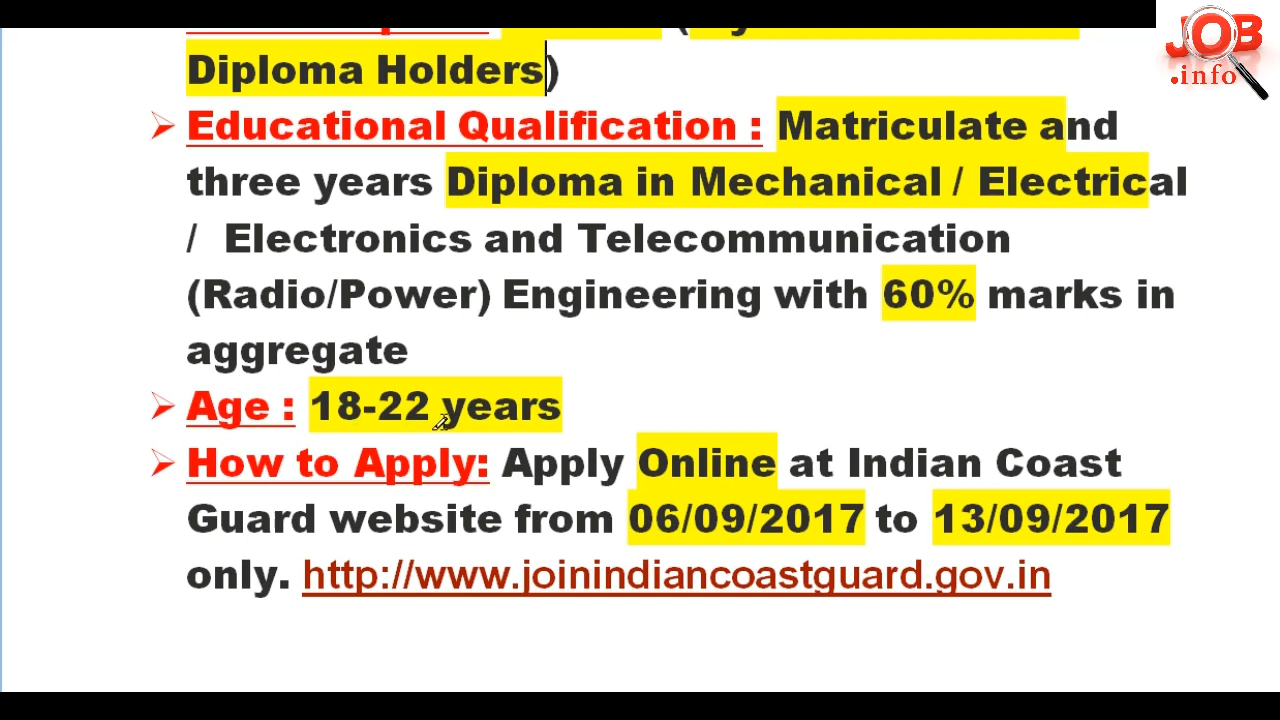 JOB
.info
Diploma Holders)
➢ Educational Qualification : Matriculate and
three years Diploma in Mechanical / Electrical
/ Electronics and Telecommunication
(Radio/Power) Engineering with 60% marks in
aggregate
➢ Age : 18-22 years
➢ How to Apply: Apply Online at Indian Coast
Guard website from 06/09/2017 to 13/09/2017
only. http://www.joinindiancoastguard.gov.in